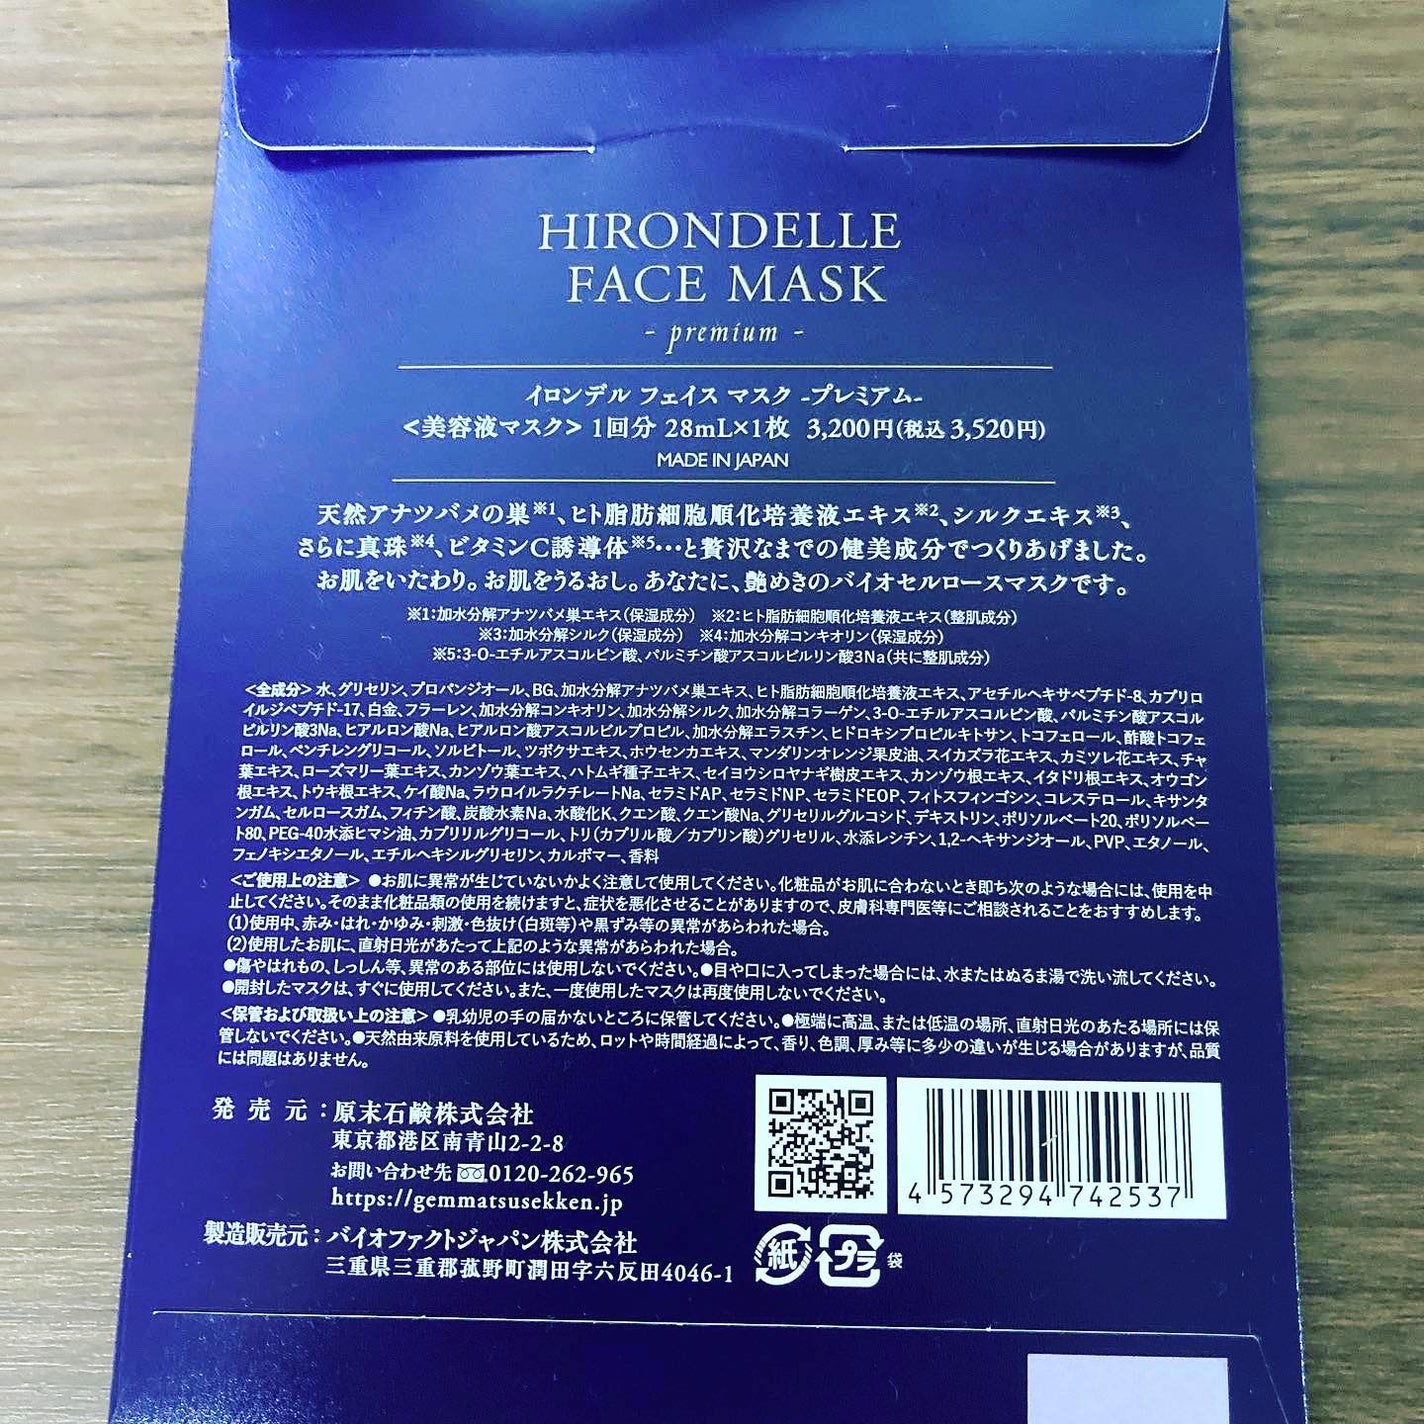 HIRONDELLE
FACE MASK
- premium -
イロンデル フェイス マスク -プレミアム-
<美容液マスク> 1回分 28mL×1枚 3,200円(税込3,520円)
MADE IN JAPAN
天然アナツバメの巣※1、ヒト脂肪細胞順化培養液エキス※2、シルクエキス※3、
さらに真珠※4、ビタミンC誘導体※5…と贅沢なまでの健美成分でつくりあげました。
お肌をいたわり。お肌をうるおし。あなたに、艶めきのバイオセルロースマスクです。
※1:加水分解アナツバメ巣エキス(保湿成分) ※2:ヒト脂肪細胞順化培養液エキス(整肌成分)
※3:加水分解シルク(保湿成分) ※4:加水分解コンキオリン(保湿成分)
※5:3-O-エチルアスコルビン酸、パルミチン酸アスコルビルリン酸3Na(共に整肌成分)
<全成分> 水、グリセリン、プロパンジオール、BG、加水分解アナツバメ巣エキス、ヒト脂肪細胞順化培養液エキス、アセチルヘキサペプチド-8、カプリロ
イルジペプチド-17、白金、フラーレン、加水分解コンキオリン、加水分解シルク、加水分解コラーゲン、3-O-エチルアスコルビン酸、パルミチン酸アスコル
ビルリン酸3Na、ヒアルロン酸Na、ヒアルロン酸アスコルビルプロピル、加水分解エラスチン、ヒドロキシプロピルキトサン、トコフェロール、酢酸トコフェ
ロール、ペンチレングリコール、ソルビトール、ツボクサエキス、ホウセンカエキス、マンダリンオレンジ果皮油、スイカズラ花エキス、カミツレ花エキス、チャ
葉エキス、ローズマリー葉エキス、カンゾウ葉エキス、ハトムギ種子エキス、セイヨウシロヤナギ樹皮エキス、カンゾウ根エキス、イタドリ根エキス、オウゴン
根エキス、トウキ根エキス、ケイ酸Na、ラウロイルラクチレートNa、セラミドAP、セラミドNP、セラミドEOP、フィトスフィンゴシン、コレステロール、キサンタ
ンガム、セルロースガム、フィチン酸、炭酸水素Na、水酸化K、クエン酸、クエン酸Na、グリセリルグルコシド、デキストリン、ポリソルベート20、ポリソルベー
ト80、PEG-40水添ヒマシ油、カプリリルグリコール、トリ(カプリル酸/カプリン酸)グリセリル、水添レシチン、1,2-ヘキサンジオール、PVP、エタノール、
フェノキシエタノール、エチルヘキシルグリセリン、カルボマー、香料
<ご使用上の注意> ●お肌に異常が生じていないかよく注意して使用してください。化粧品がお肌に合わないとき即ち次のような場合には、使用を中
止してください。そのまま化粧品類の使用を続けますと、症状を悪化させることがありますので、皮膚科専門医等にご相談されることをおすすめします。
(1)使用中、赤み・はれ・かゆみ・刺激・色抜け(白斑等)や黒ずみ等の異常があらわれた場合。
(2)使用したお肌に、直射日光があたって上記のような異常があらわれた場合。
●傷やはれもの、しっしん等、異常のある部位には使用しないでください。●目や口に入ってしまった場合には、水またはぬるま湯で洗い流してください。
●開封したマスクは、すぐに使用してください。また、一度使用したマスクは再度使用しないでください。
<保管および取扱い上の注意> ●乳幼児の手の届かないところに保管してください。●極端に高温、または低温の場所、直射日光のあたる場所には保
管しないでください。●天然由来原料を使用しているため、ロットや時間経過によって、香り、色調、厚み等に多少の違いが生じる場合がありますが、品質
には問題はありません。
発売元:原末石鹸株式会社
東京都港区南青山2-2-8
お問い合わせ先 0120-262-965
https://gemmatsusekken.jp
製造販売元:バイオファクトジャパン株式会社
三重県三重郡菰野町潤田字六反田4046-1
4 573294 742537
紙 プラ 袋